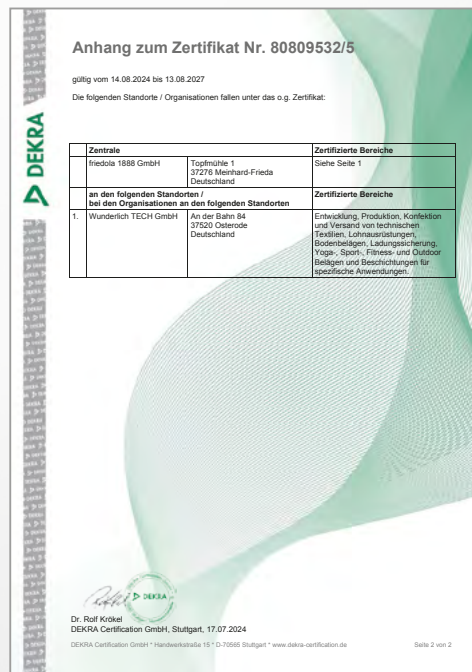 DEKRA
Anhang zum Zertifikat Nr. 80809532/5
gültig vom 14.08.2024 bis 13.08.2027
Die folgenden Standorte / Organisationen fallen unter das o.g. Zertifikat:
Zentrale
Zertifizierte Bereiche
friedola 1888 GmbH
Topfmühle 1
37276 Meinhard-Frieda
Deutschland
Siehe Seite 1
an den folgenden Standorten /
bei den Organisationen an den folgenden Standorten
Zertifizierte Bereiche
1.
Wunderlich TECH GmbH
An der Bahn 84
37520 Osterode
Deutschland
Entwicklung, Produktion, Konfektion
und Versand von technischen
Textilien, Lohnausrüstungen,
Bodenbelägen, Ladungssicherung,
Yoga-, Sport-, Fitness- und Outdoor
Belägen und Beschichtungen für
spezifische Anwendungen.
DEKRA
Dr. Rolf Krökel
DEKRA Certification GmbH, Stuttgart, 17.07.2024
DEKRA Certification GmbH * Handwerkstraße 15 * D-70565 Stuttgart * www.dekra-certification.de
Seite 2 von 2